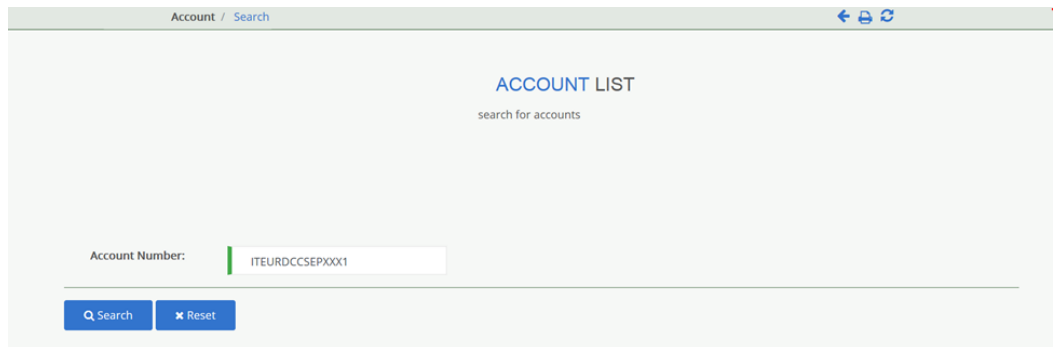 Account / Search
ACCOUNT LIST
search for accounts
Account Number: ITEURDCCSEPXXX1
Search Reset